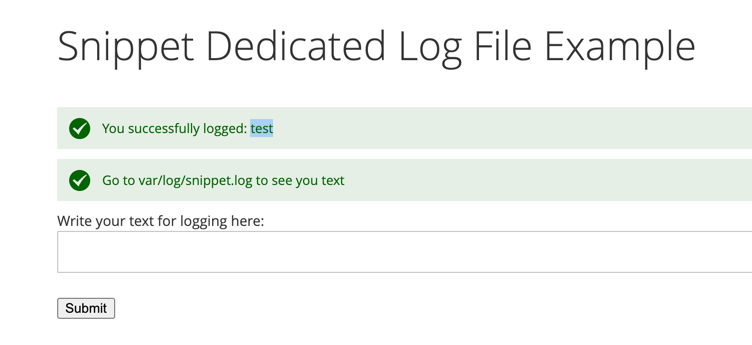 Snippet Dedicated Log File Example
You successfully logged: test
Go to var/log/snippet.log to see you text
Write your text for logging here:
Submit